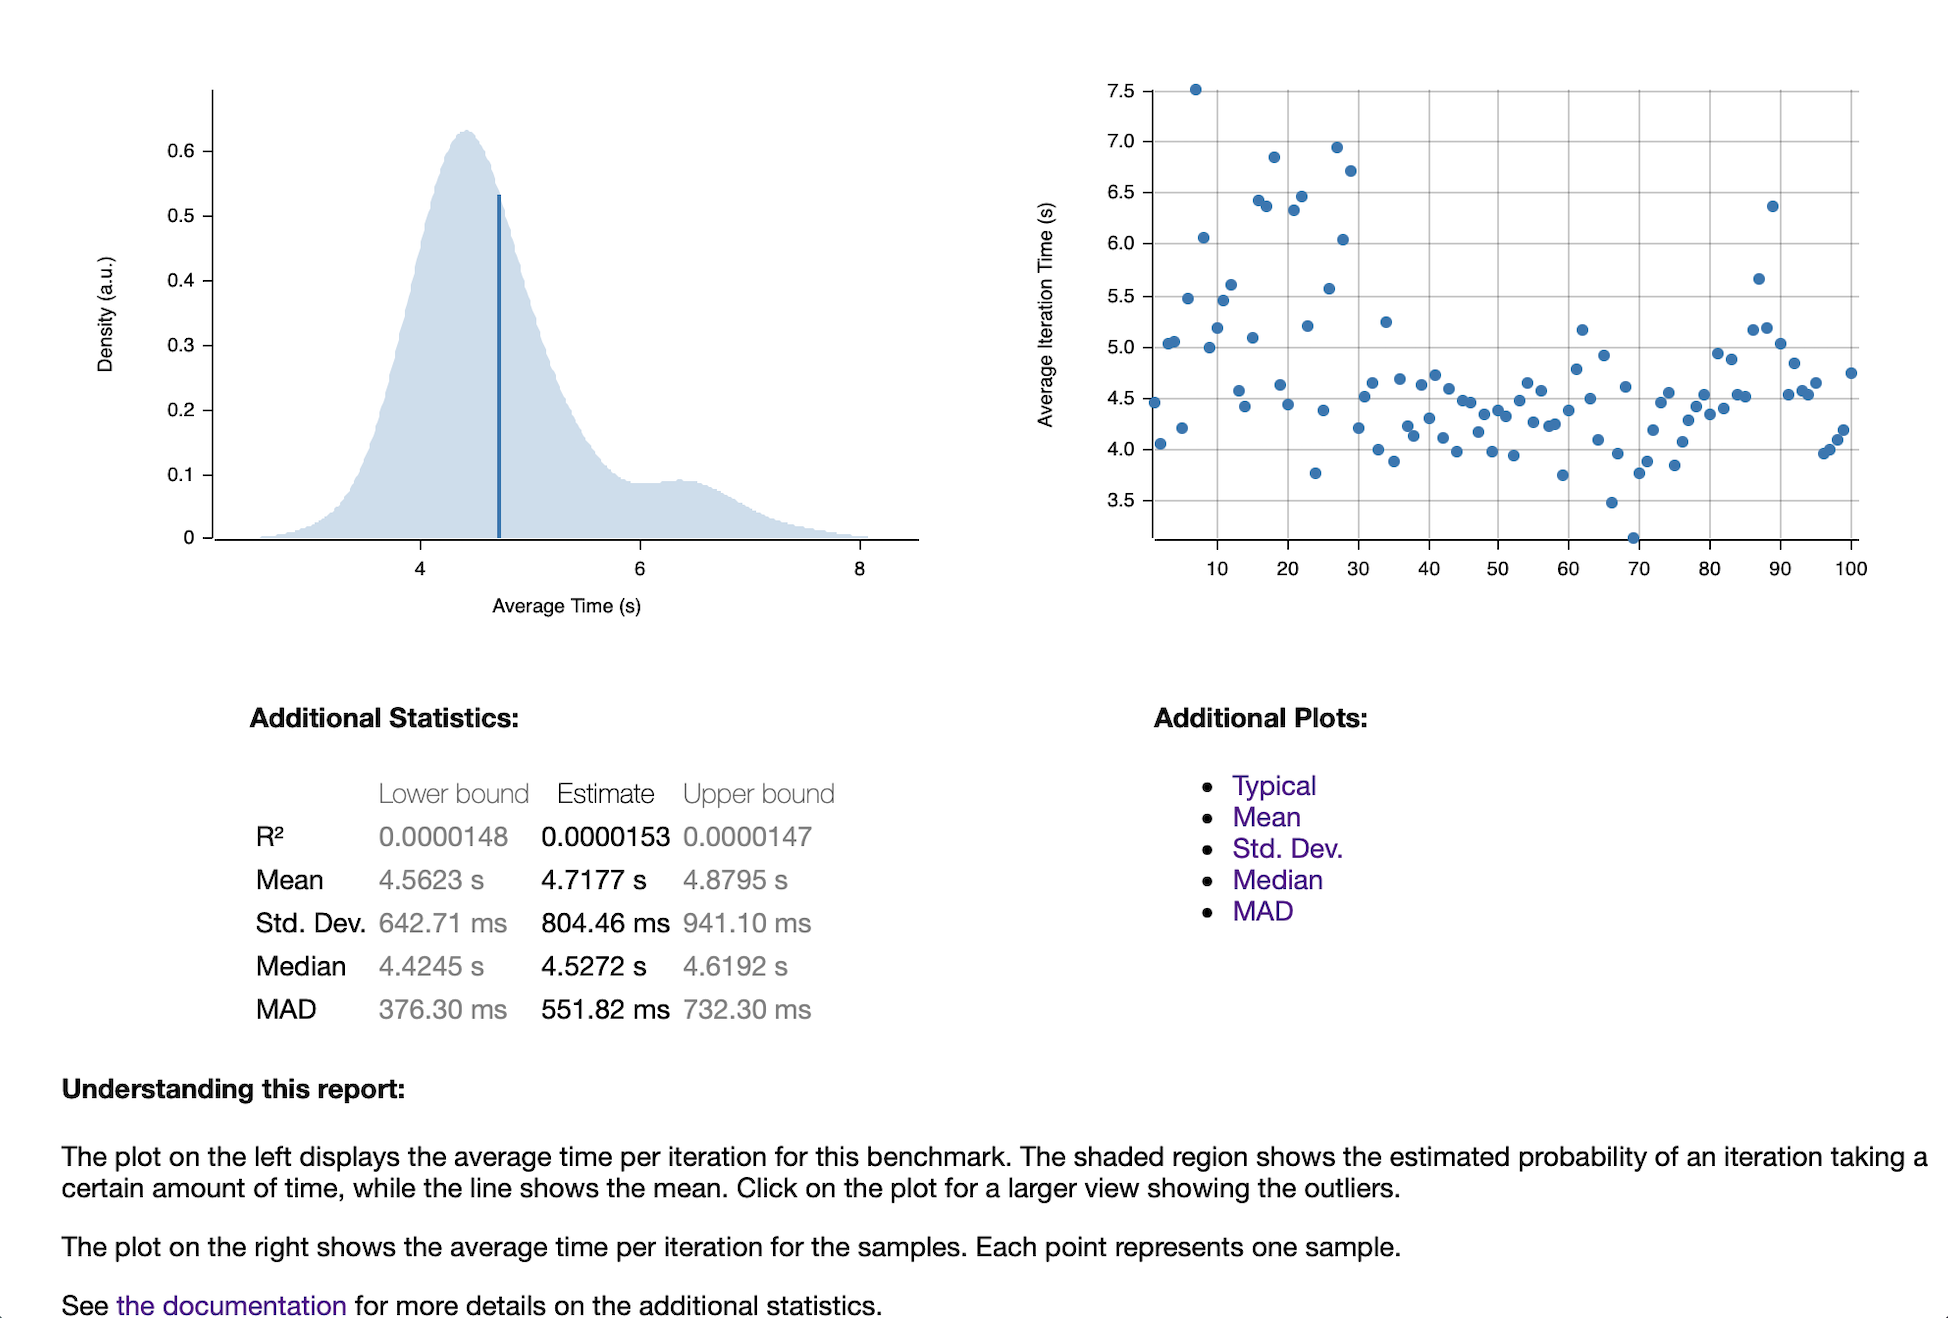 Density (a.u.)
0.6
0.5
0.4
0.3
0.2
0.1
0
4 6 8
Average Time (s)
Average Iteration Time (s)
7.5
7.0
6.5
6.0
5.5
5.0
4.5
4.0
3.5
10 20 30 40 50 60 70 80 90 100
Additional Statistics:
Lower bound Estimate Upper bound
R² 0.0000148 0.0000153 0.0000147
Mean 4.5623 s 4.7177 s 4.8795 s
Std. Dev. 642.71 ms 804.46 ms 941.10 ms
Median 4.4245 s 4.5272 s 4.6192 s
MAD 376.30 ms 551.82 ms 732.30 ms
Additional Plots:
Typical
Mean
Std. Dev.
Median
MAD
Understanding this report:
The plot on the left displays the average time per iteration for this benchmark. The shaded region shows the estimated probability of an iteration taking a
certain amount of time, while the line shows the mean. Click on the plot for a larger view showing the outliers.
The plot on the right shows the average time per iteration for the samples. Each point represents one sample.
See the documentation for more details on the additional statistics.